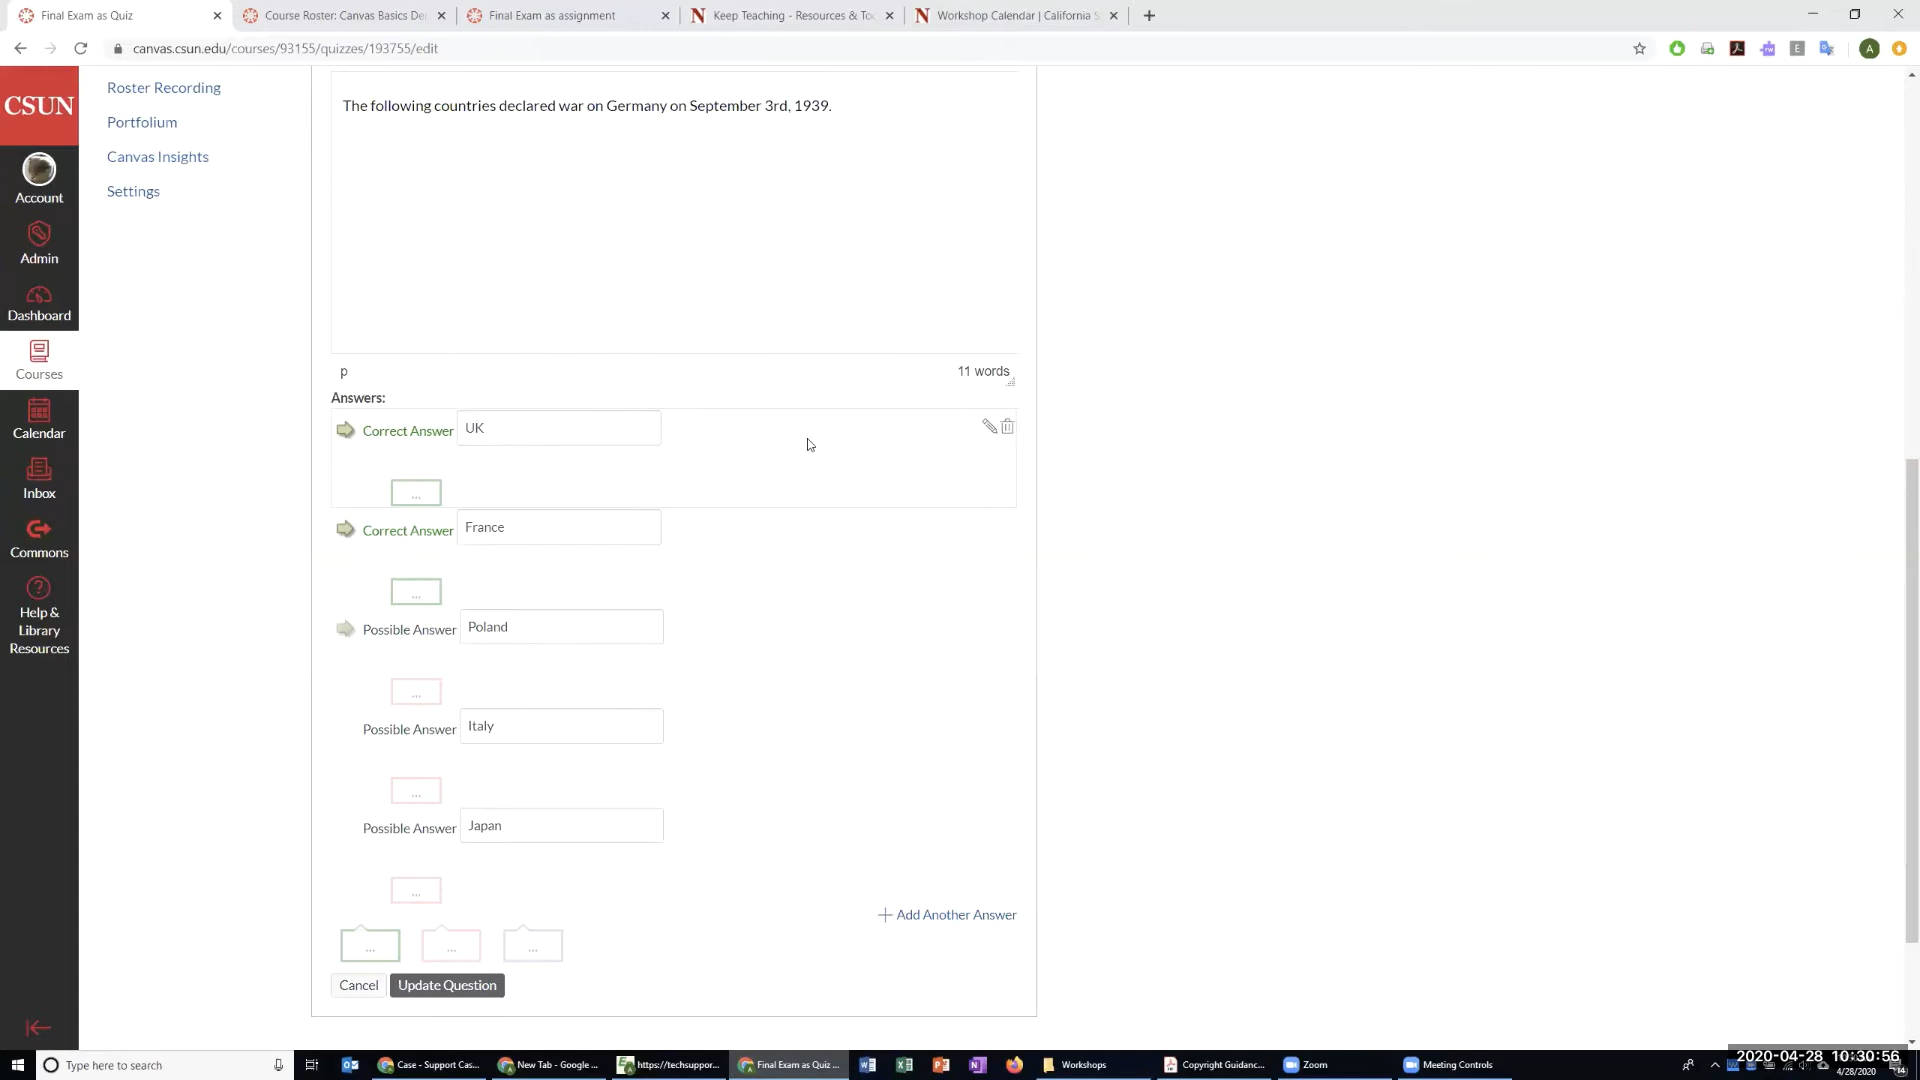 Final Exam as Quiz
Course Roster: Canvas Basics De
Final Exam as assignment
Keep Teaching - Resources & Too
Workshop Calendar | California S
canvas.csun.edu/courses/93155/quizzes/193755/edit
CSUN
Account
Admin
Dashboard
Courses
Calendar
Inbox
Commons
Help &
Library
Resources
Roster Recording
Portfolium
Canvas Insights
Settings
The following countries declared war on Germany on September 3rd, 1939.
p
11 words
Answers:
Correct Answer UK
...
Correct Answer France
...
Possible Answer Poland
...
Possible Answer Italy
...
Possible Answer Japan
...
Add Another Answer
... ... ...
Cancel Update Question
Type here to search
Case - Support Cas...
New Tab - Google ...
https://techsuppor...
Final Exam as Quiz ...
Workshops
Copyright Guidanc...
Zoom
Meeting Controls
2020-04-28 10:30:56
4/28/2020